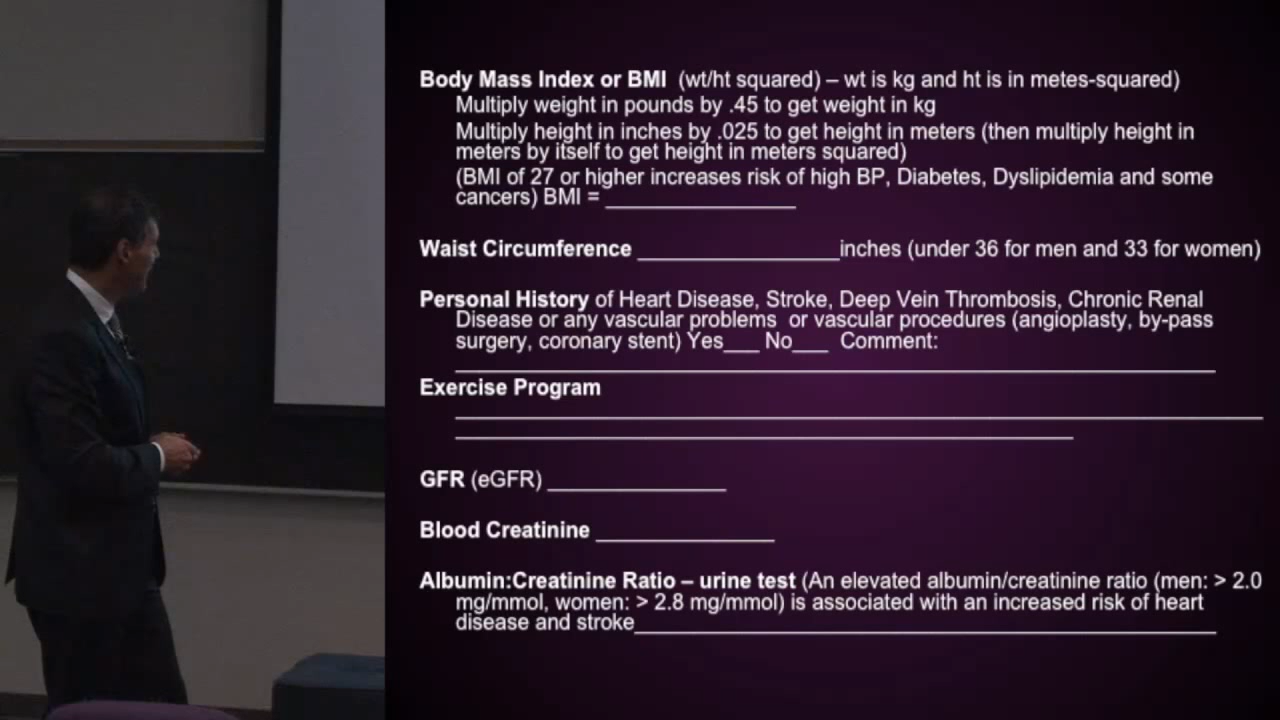 Body Mass Index or BMI (wt/ht squared) – wt is kg and ht is in metes-squared)
Multiply weight in pounds by .45 to get weight in kg
Multiply height in inches by .025 to get height in meters (then multiply height in
meters by itself to get height in meters squared)
(BMI of 27 or higher increases risk of high BP, Diabetes, Dyslipidemia and some
cancers) BMI = _________________
Waist Circumference __________________inches (under 36 for men and 33 for women)
Personal History of Heart Disease, Stroke, Deep Vein Thrombosis, Chronic Renal
Disease or any vascular problems or vascular procedures (angioplasty, by-pass
surgery, coronary stent) Yes___ No___ Comment:
____________________________________________________________________
Exercise Program
________________________________________________________________________
_______________________________________________________
GFR (eGFR) ________________
Blood Creatinine ________________
Albumin:Creatinine Ratio – urine test (An elevated albumin/creatinine ratio (men: > 2.0
mg/mmol, women: > 2.8 mg/mmol) is associated with an increased risk of heart
disease and stroke____________________________________________________